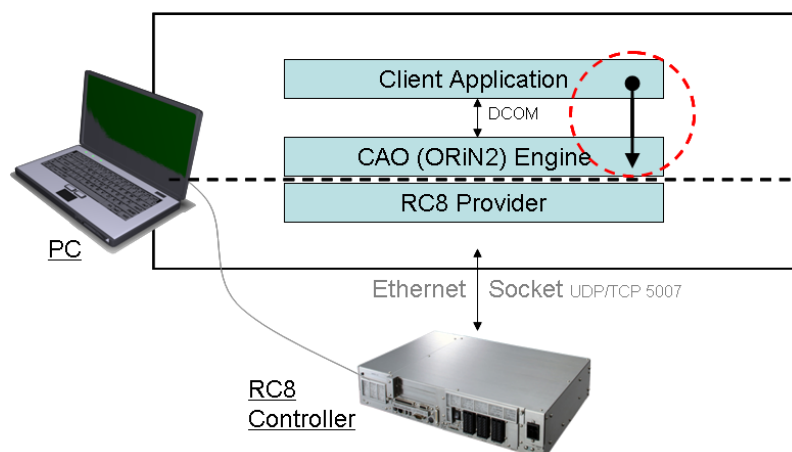 Client Application
DCOM
CAO (ORiN2) Engine
RC8 Provider
PC
Ethernet Socket UDP/TCP 5007
RC8
Controller